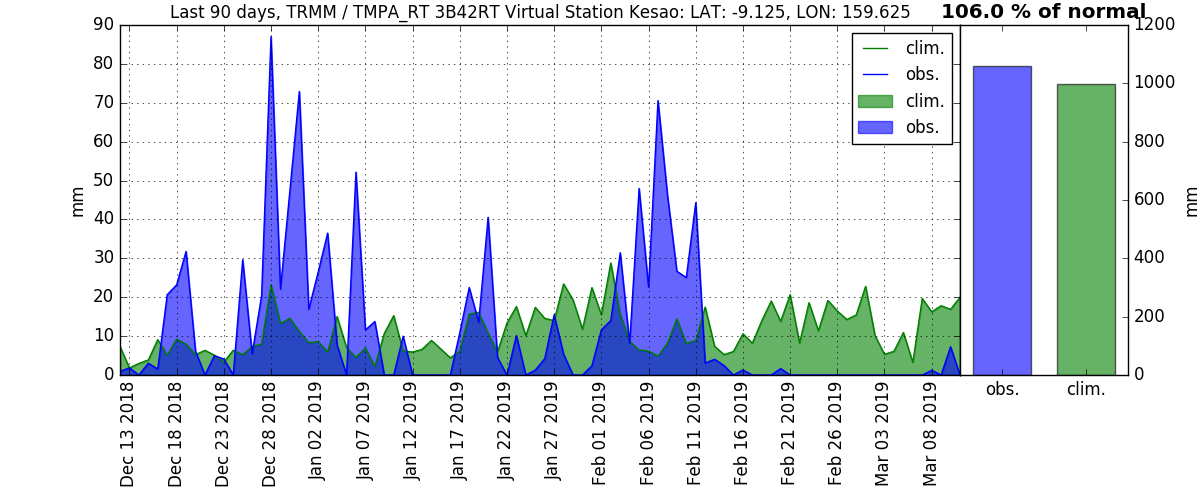 Last 90 days, TRMM / TMPA_RT 3B42RT Virtual Station Kesao: LAT: -9.125, LON: 159.625
106.0 % of normal
90
80
70
60
50
40
30
20
10
0
mm
clim.
obs.
clim.
obs.
Dec 13 2018
Dec 18 2018
Dec 23 2018
Dec 28 2018
Jan 02 2019
Jan 07 2019
Jan 12 2019
Jan 17 2019
Jan 22 2019
Jan 27 2019
Feb 01 2019
Feb 06 2019
Feb 11 2019
Feb 16 2019
Feb 21 2019
Feb 26 2019
Mar 03 2019
Mar 08 2019
1200
1000
800
600
400
200
0
mm
obs.
clim.